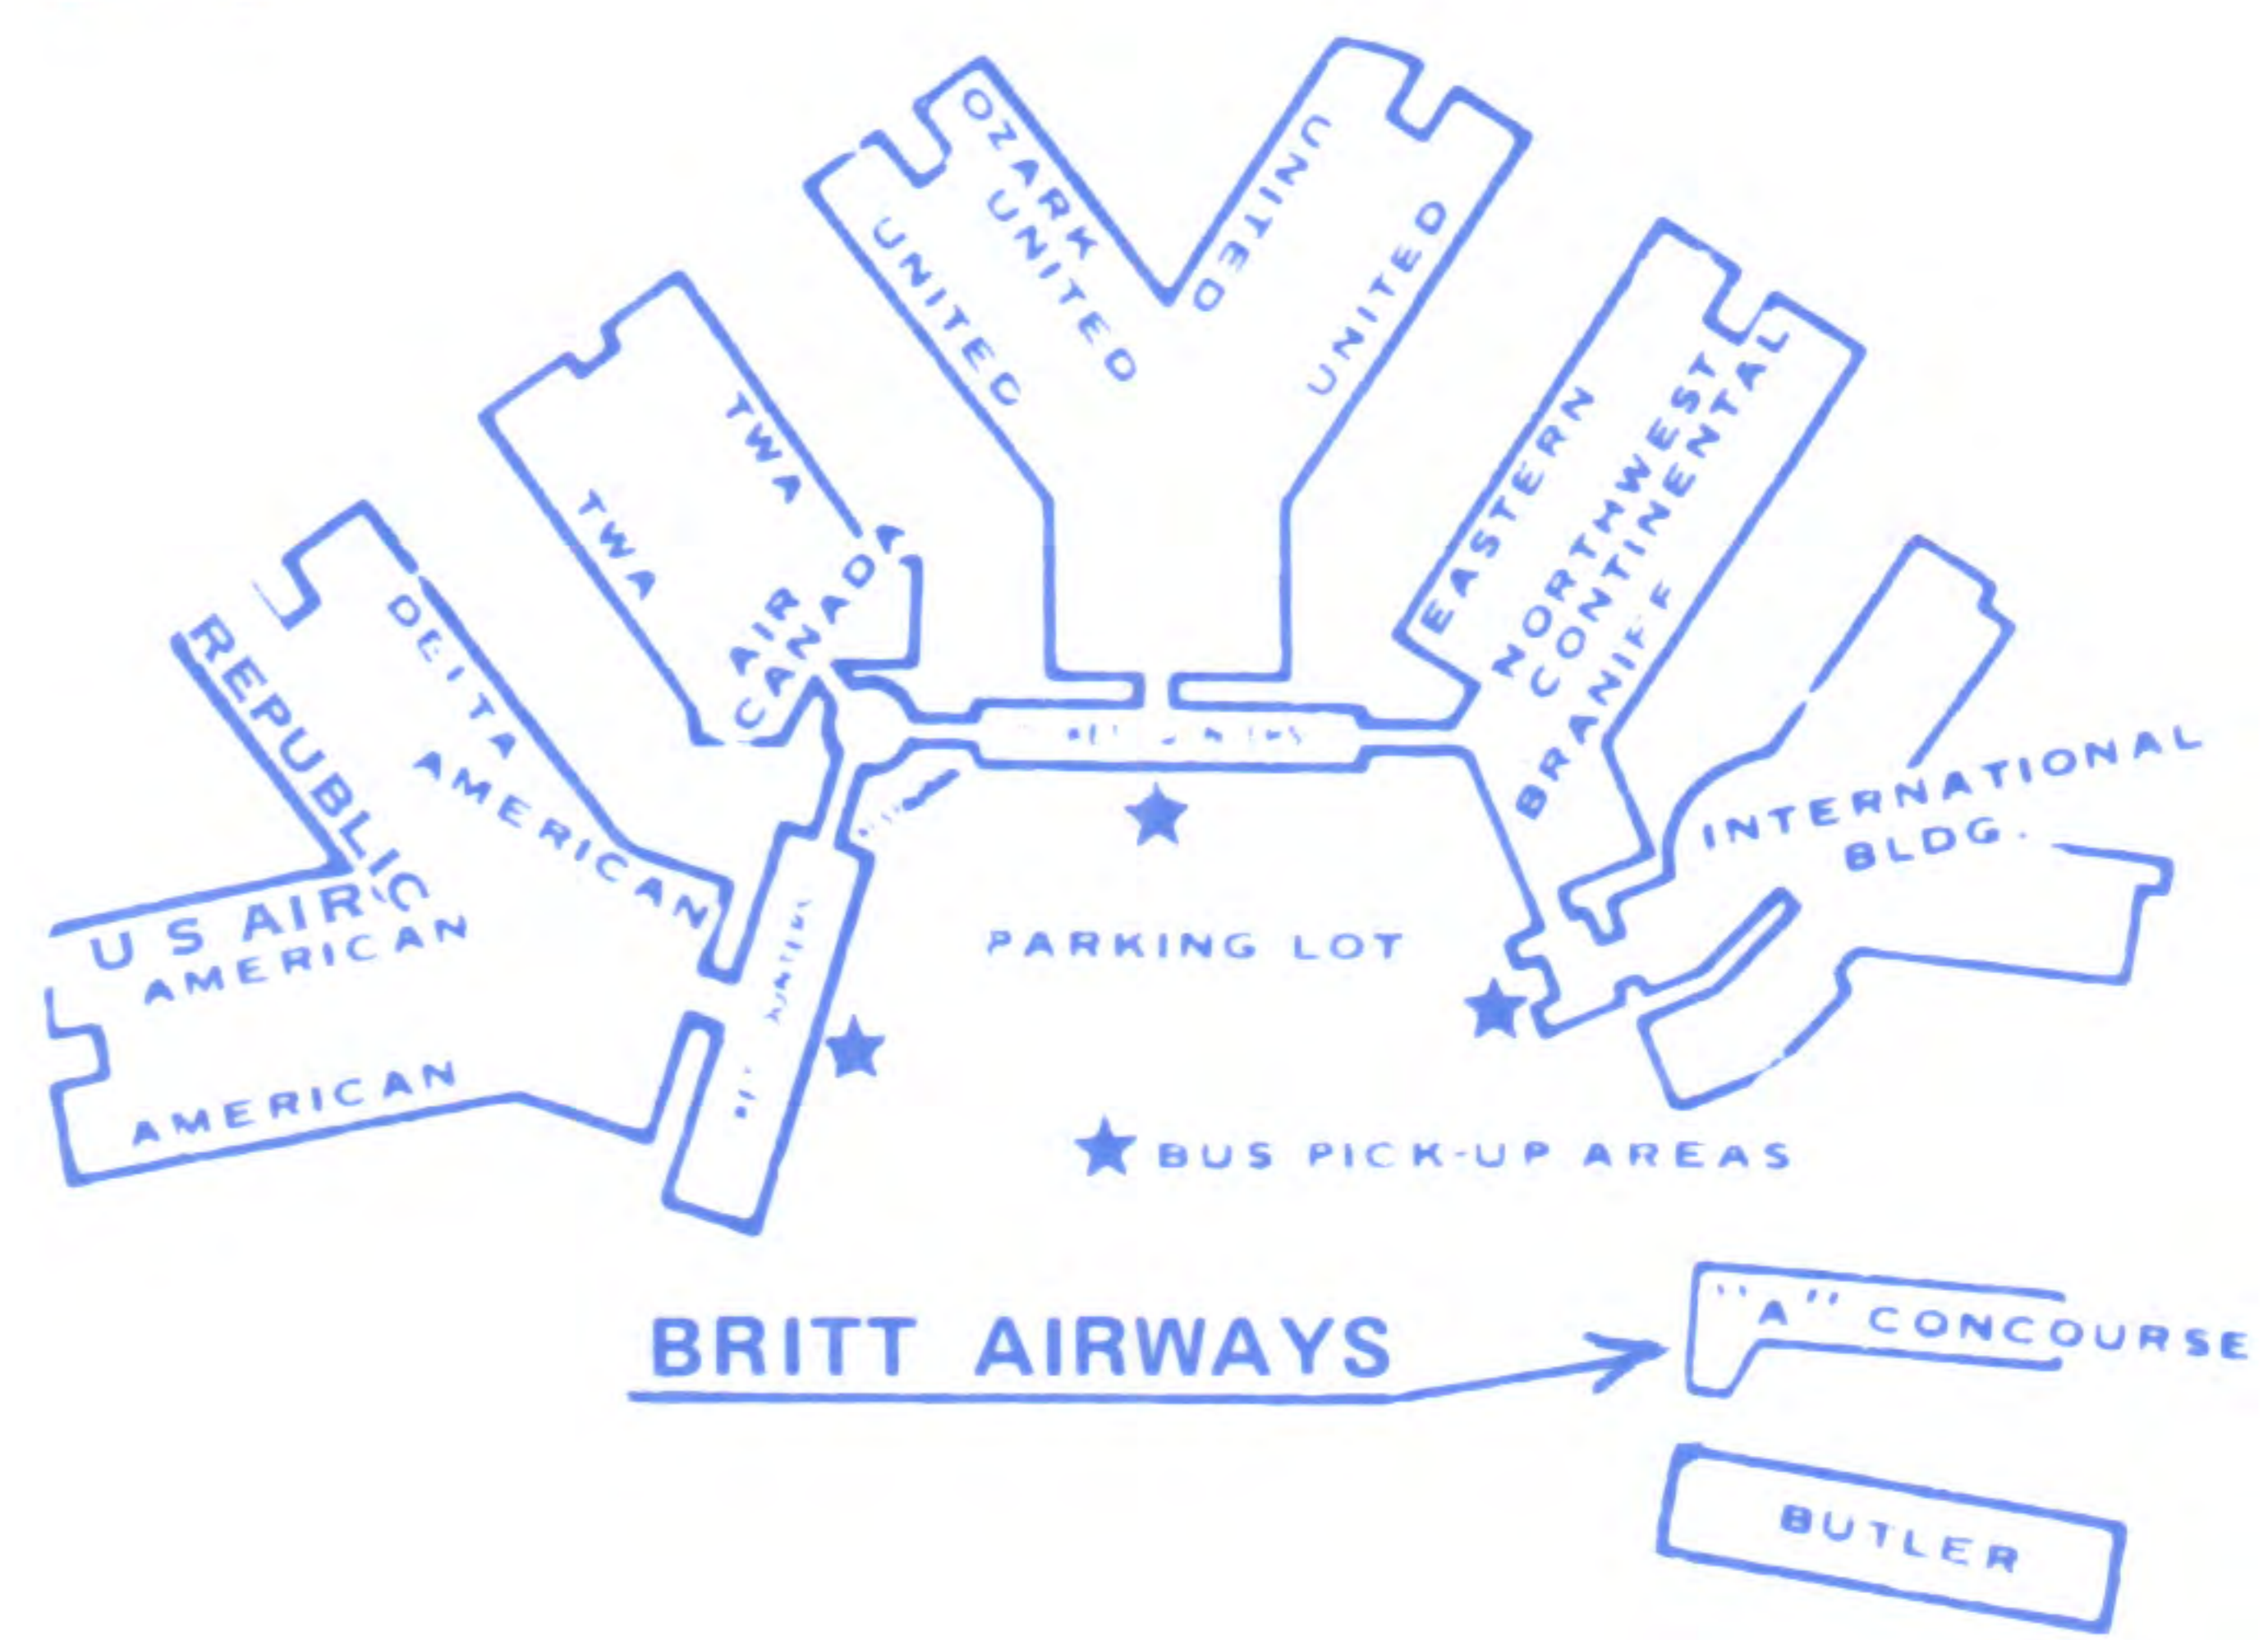 OZARK
UNITED
UNITED
UNITED
UNITED
TWA
TWA
AIR
CANADA
EASTERN
NORTHWEST
CONTINENTAL
BRANIFF
DELTA
REPUBLIC
AMERICAN
US AIR
AMERICAN
AMERICAN
INTERNATIONAL
BLDG.
PARKING LOT
BUS PICK-UP AREAS
BRITT AIRWAYS
"A" CONCOURSE
BUTLER